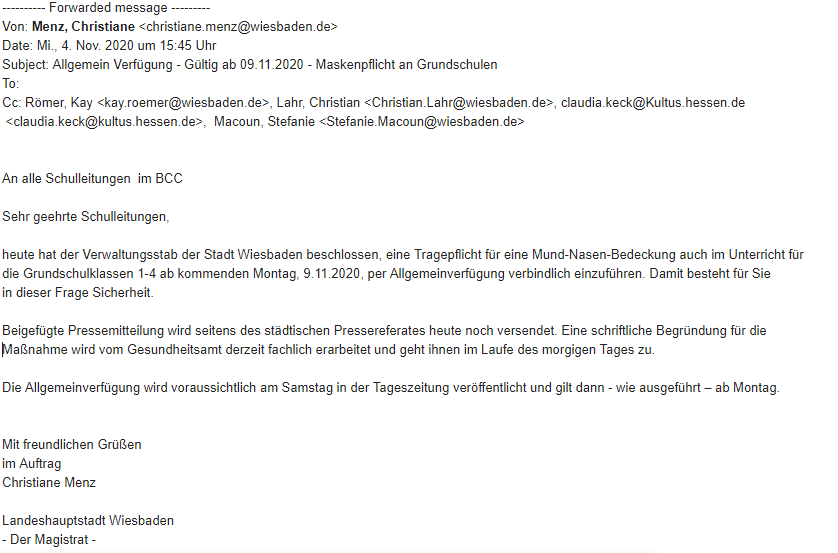 ---------- Forwarded message ---------
Von: Menz, Christiane <christiane.menz@wiesbaden.de>
Date: Mi., 4. Nov. 2020 um 15:45 Uhr
Subject: Allgemein Verfügung - Gültig ab 09.11.2020 - Maskenpflicht an Grundschulen
To:
Cc: Römer, Kay <kay.roemer@wiesbaden.de>, Lahr, Christian <Christian.Lahr@wiesbaden.de>, claudia.keck@Kultus.hessen.de
<claudia.keck@kultus.hessen.de>, Macoun, Stefanie <Stefanie.Macoun@wiesbaden.de>
An alle Schulleitungen im BCC
Sehr geehrte Schulleitungen,
heute hat der Verwaltungsstab der Stadt Wiesbaden beschlossen, eine Tragepflicht für eine Mund-Nasen-Bedeckung auch im Unterricht für
die Grundschulklassen 1-4 ab kommenden Montag, 9.11.2020, per Allgemeinverfügung verbindlich einzuführen. Damit besteht für Sie
in dieser Frage Sicherheit.
Beigefügte Pressemitteilung wird seitens des städtischen Pressereferates heute noch versendet. Eine schriftliche Begründung für die
Maßnahme wird vom Gesundheitsamt derzeit fachlich erarbeitet und geht ihnen im Laufe des morgigen Tages zu.
Die Allgemeinverfügung wird voraussichtlich am Samstag in der Tageszeitung veröffentlicht und gilt dann - wie ausgeführt – ab Montag.
Mit freundlichen Grüßen
im Auftrag
Christiane Menz
Landeshauptstadt Wiesbaden
- Der Magistrat -